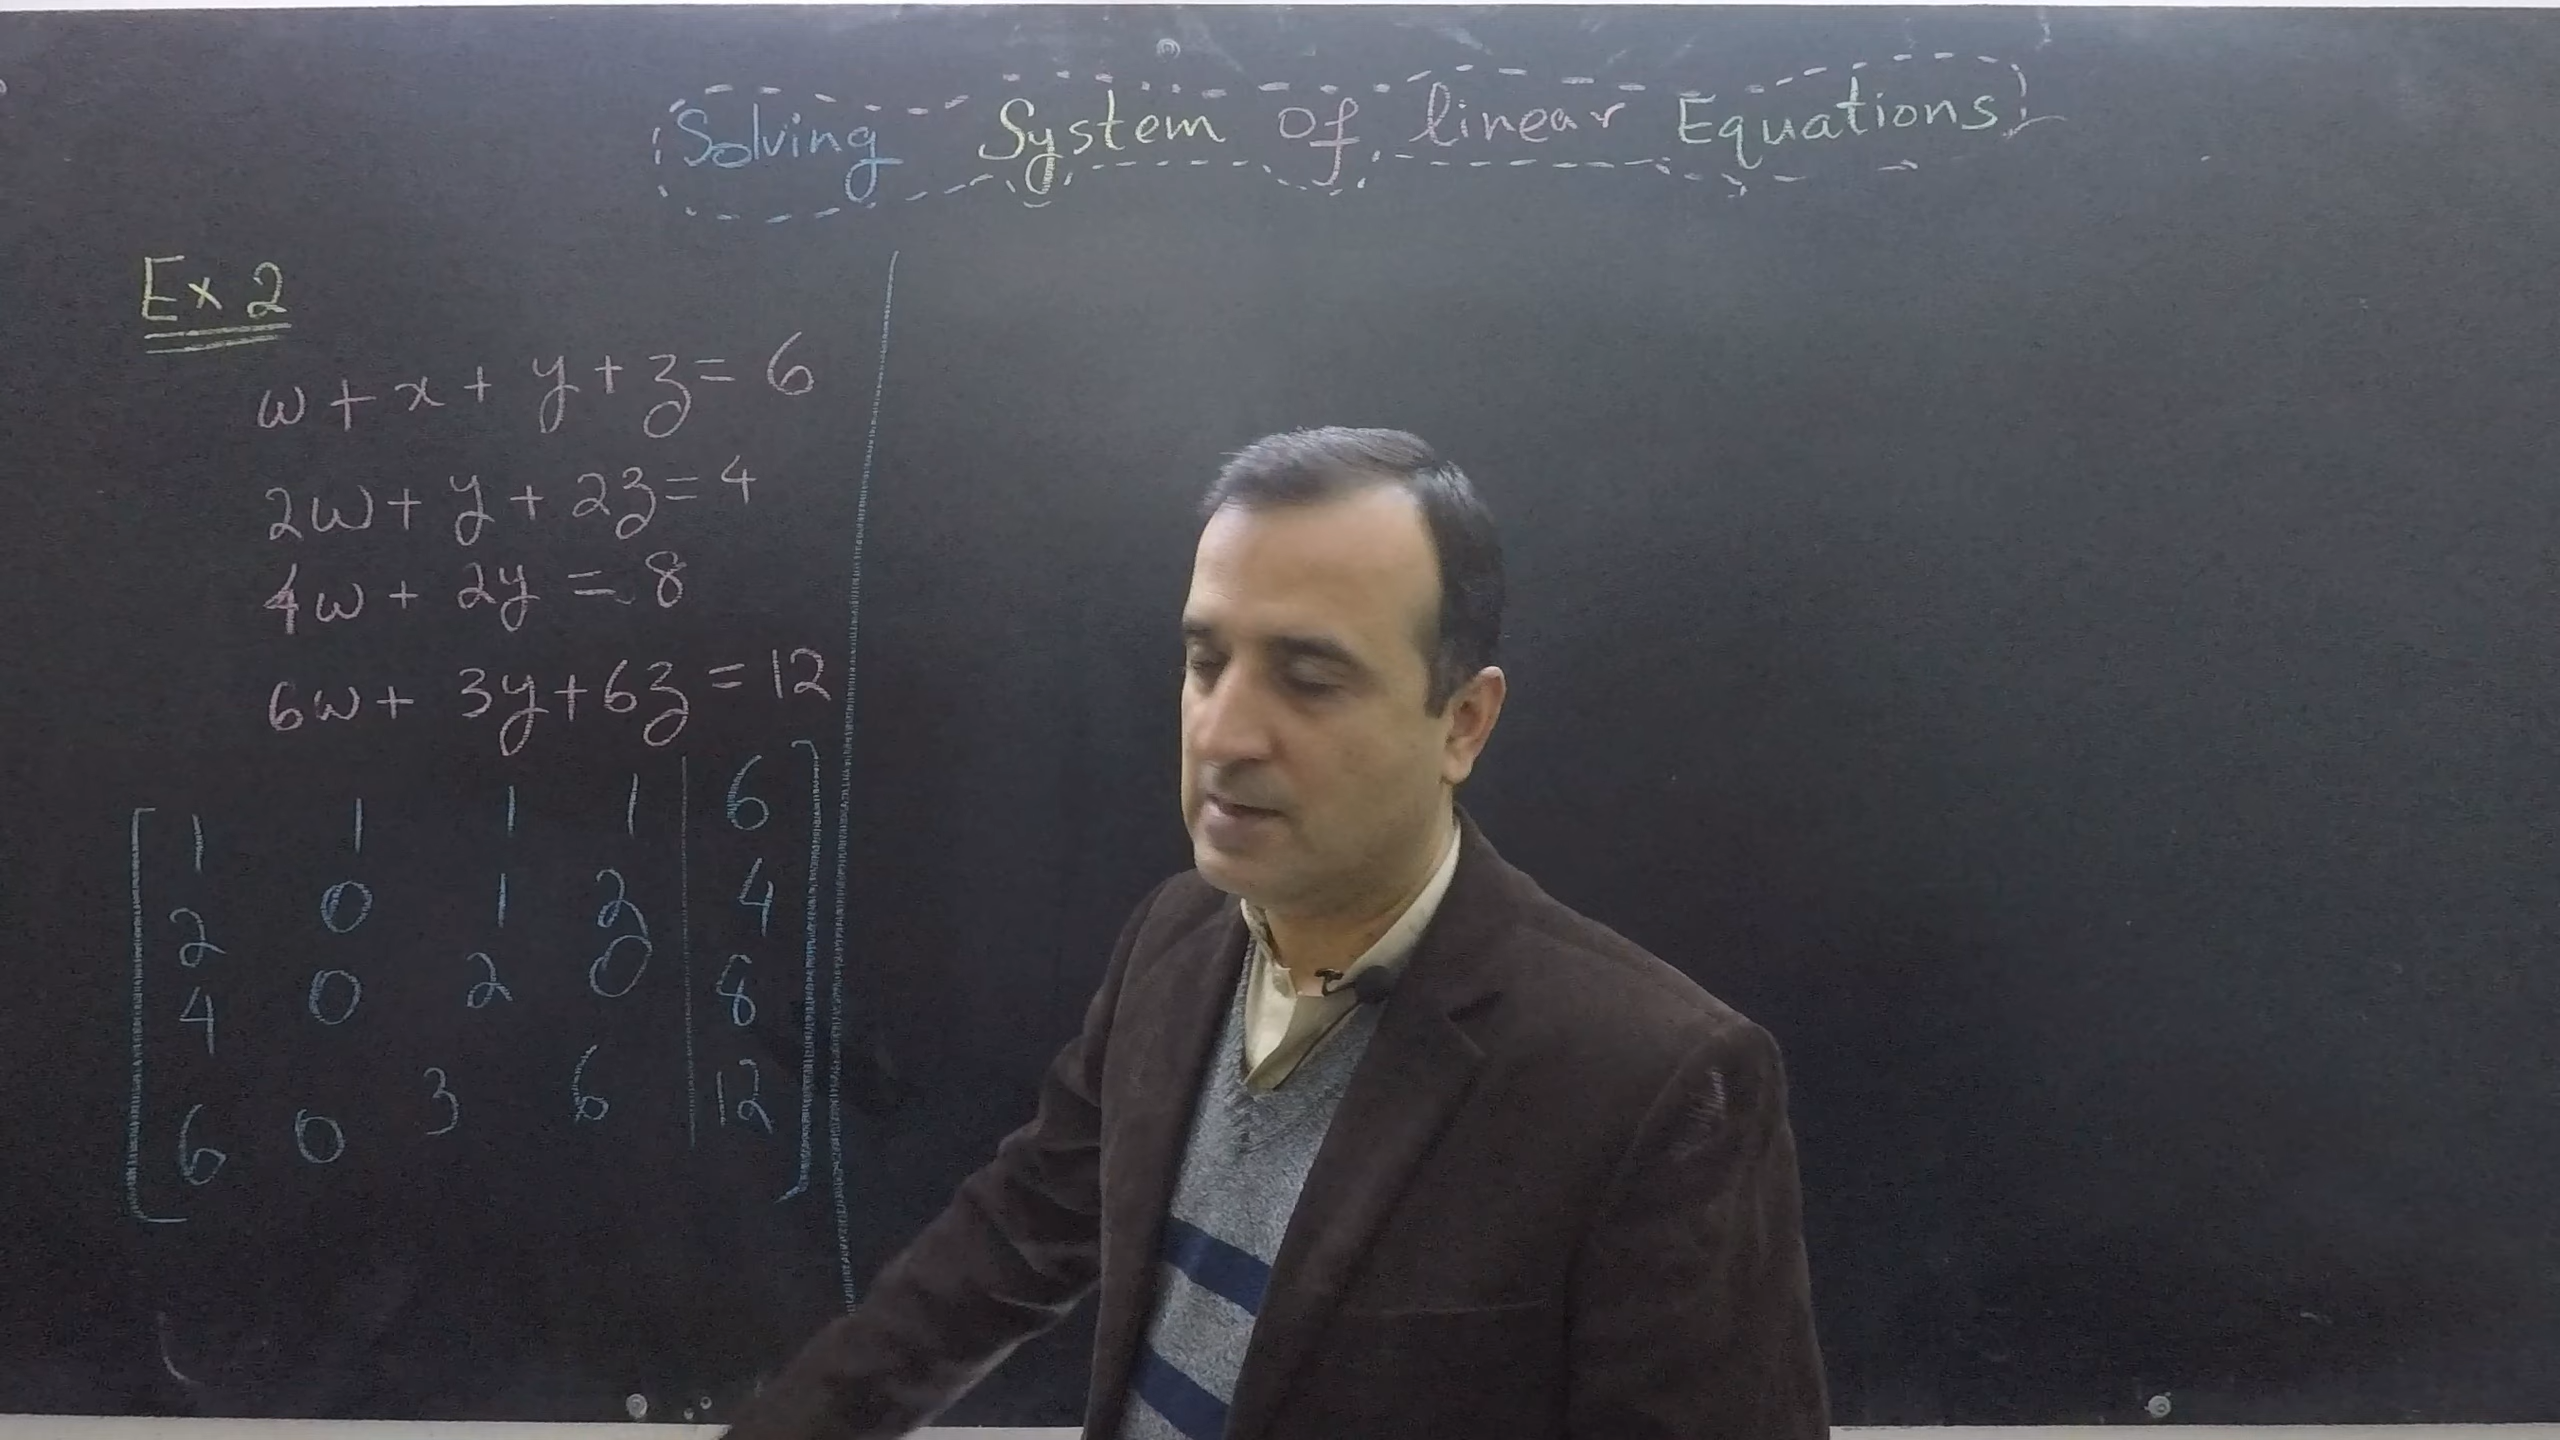 Solving System of linear Equations
Ex 2
w + x + y + z = 6
2w + y + 2z = 4
4w + 2y = 8
6w + 3y + 6z = 12
1 1 1 1 | 6
2 0 1 2 | 4
4 0 2 0 | 8
6 0 3 6 | 12